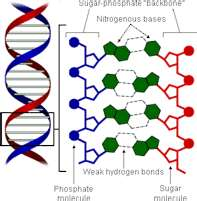 Sugar-phosphate "backbone"
Nitrogenous bases
Weak hydrogen bonds
Phosphate
molecule
Sugar
molecule